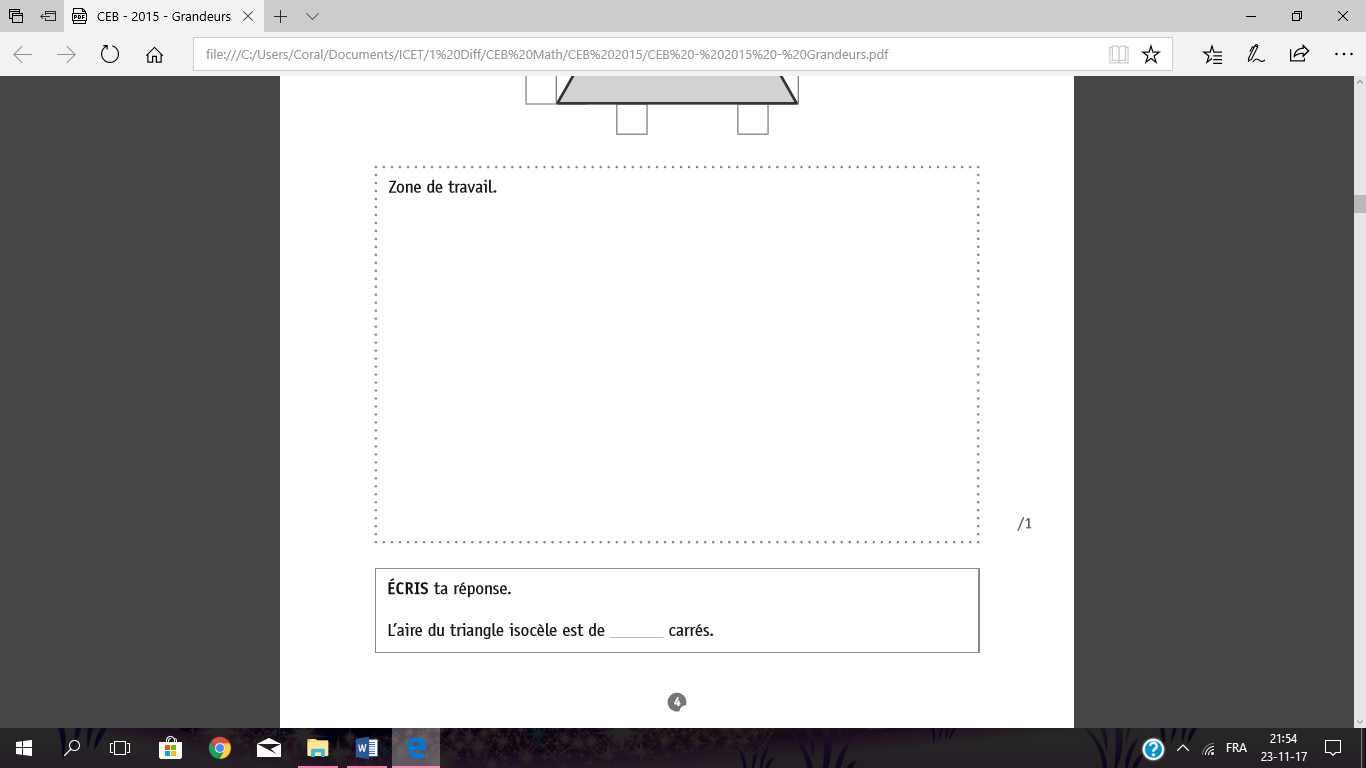 CEB - 2015 - Grandeurs
file:///C:/Users/Coral/Documents/ICET/1%20Diff/CEB%20Math/CEB%202015/CEB%20-%202015%20-%20Grandeurs.pdf
Zone de travail.
/1
ÉCRIS ta réponse.
L'aire du triangle isocèle est de ______ carrés.
4
FRA
21:54
23-11-17